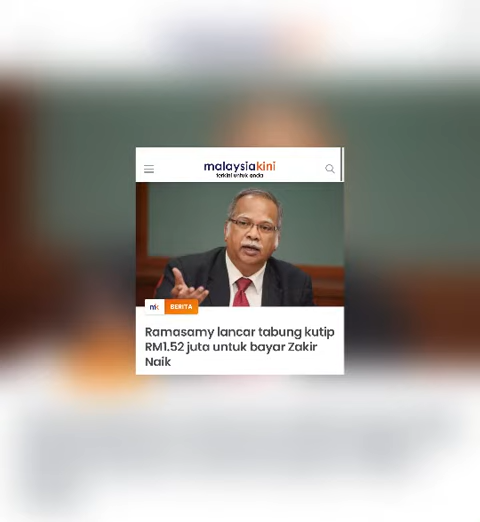 malaysiakini
terkini untuk anda
mk BERITA
Ramasamy lancar tabung kutip
RM1.52 juta untuk bayar Zakir
Naik